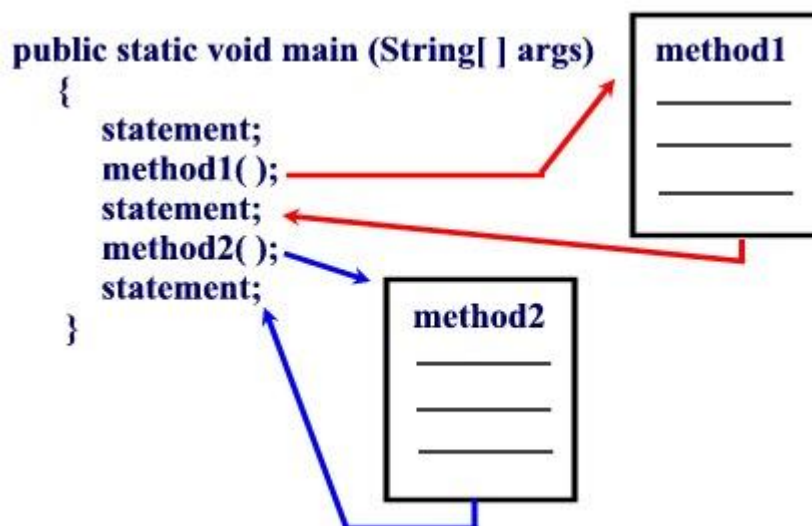 public static void main (String[ ] args)
{
statement;
method1( );
statement;
method2( );
statement;
}
method1
method2